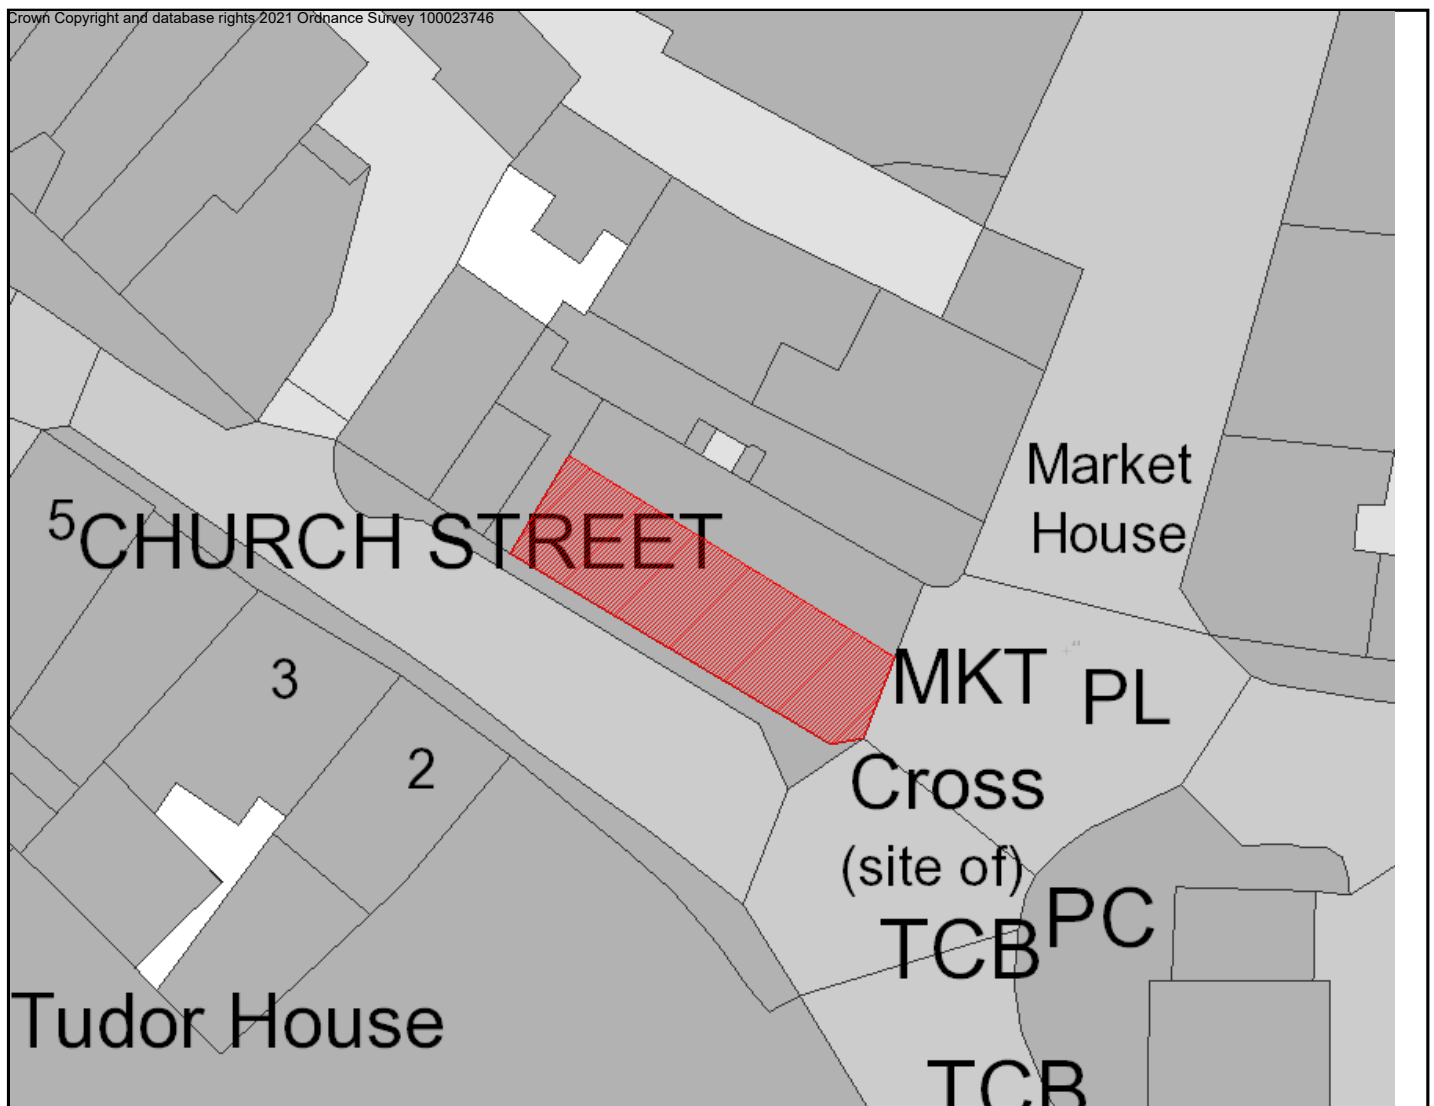 Crown Copyright and database rights 2021 Ordnance Survey 100023746
Market
House
5
CHURCH STREET
MKT PL
3
2
Cross
(site of)
PC
TCB
Tudor House
TCB